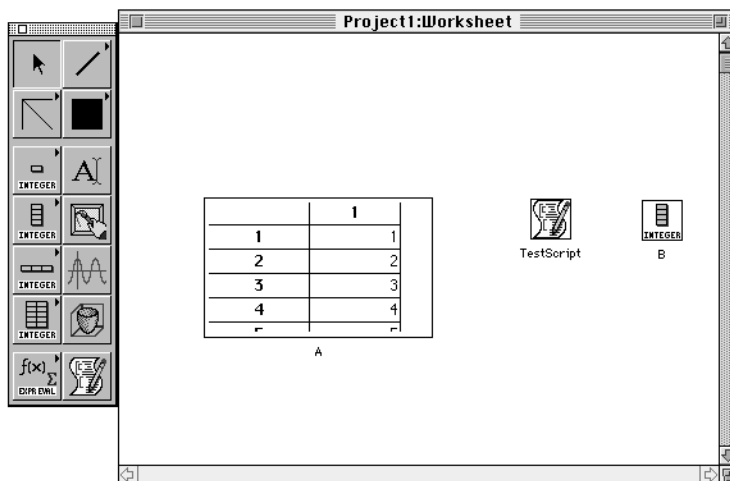 Project1:Worksheet
INTEGER
A
INTEGER
INTEGER
INTEGER
f(x) Σ
EXPR EVAL
1
1 1
2 2
3 3
4 4
A
TestScript
INTEGER
B